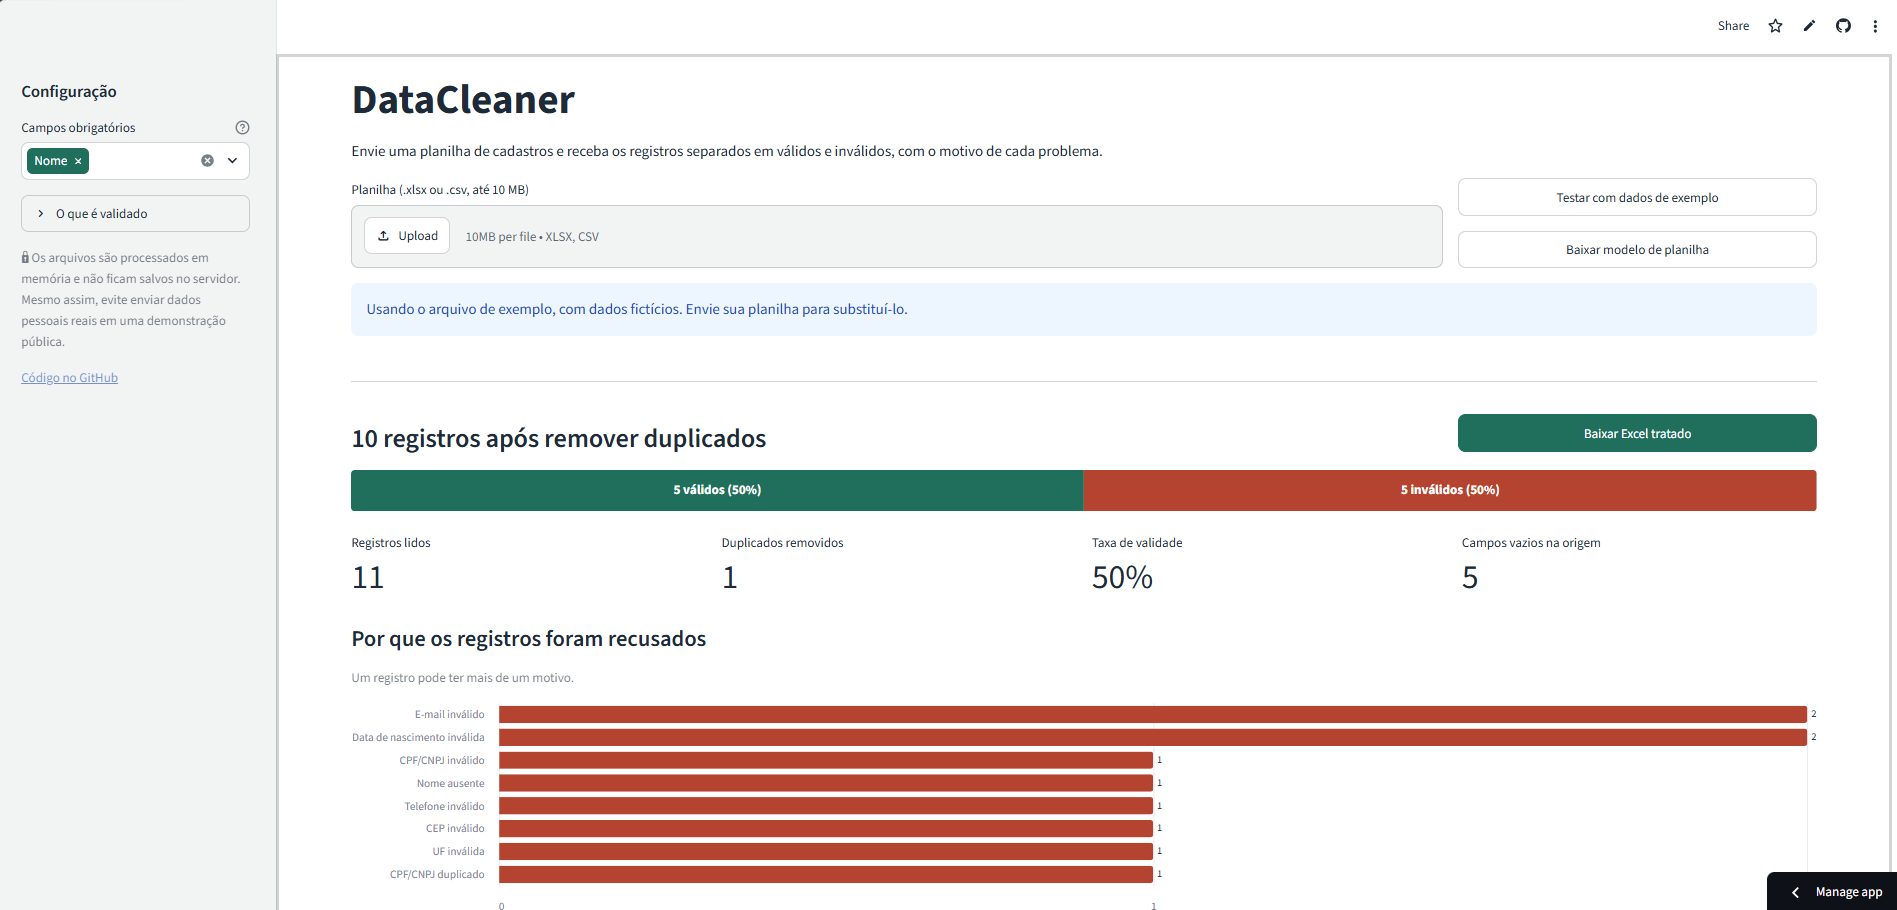 Share
Configuração
Campos obrigatórios
Nome ×
O que é validado
Os arquivos são processados em
memória e não ficam salvos no servidor.
Mesmo assim, evite enviar dados
pessoais reais em uma demonstração
pública.
Código no GitHub
DataCleaner
Envie uma planilha de cadastros e receba os registros separados em válidos e inválidos, com o motivo de cada problema.
Planilha (.xlsx ou .csv, até 10 MB)
Upload
10MB per file • XLSX, CSV
Testar com dados de exemplo
Baixar modelo de planilha
Usando o arquivo de exemplo, com dados fictícios. Envie sua planilha para substituí-lo.
10 registros após remover duplicados
Baixar Excel tratado
5 válidos (50%)
5 inválidos (50%)
Registros lidos
11
Duplicados removidos
1
Taxa de validade
50%
Campos vazios na origem
5
Por que os registros foram recusados
Um registro pode ter mais de um motivo.
E-mail inválido 2
Data de nascimento inválida 2
CPF/CNPJ inválido 1
Nome ausente 1
Telefone inválido 1
CEP inválido 1
UF inválida 1
CPF/CNPJ duplicado 1
0 1
Manage app